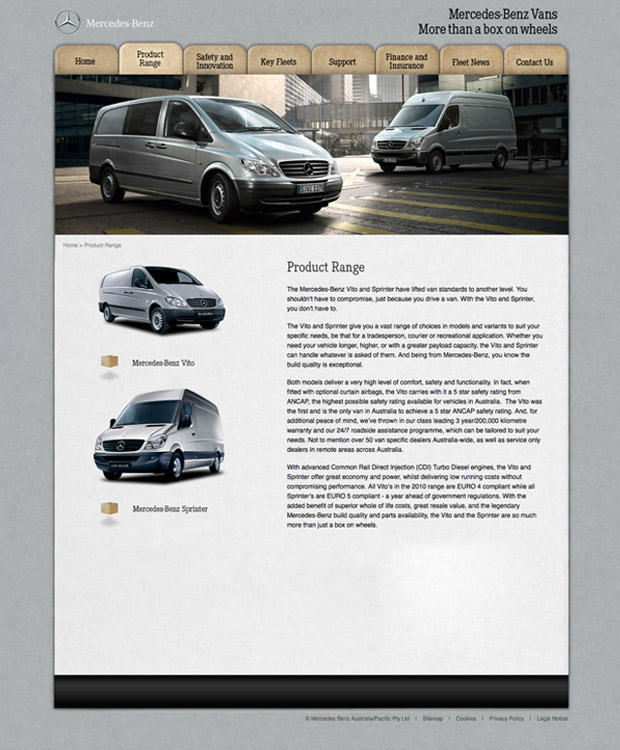 Mercedes-Benz
Mercedes-Benz Vans
More than a box on wheels
Home
Product
Range
Safety and
Innovation
Key Fleets
Support
Finance and
Insurance
Fleet News
Contact Us
Home > Product Range
Product Range
The Mercedes-Benz Vito and Sprinter have lifted van standards to another level. You
shouldn't have to compromise, just because you drive a van. With the Vito and Sprinter,
you don't have to.
The Vito and Sprinter give you a vast range of choices in models and variants to suit your
specific needs, be that for a tradesperson, courier or recreational application. Whether you
need your vehicle longer, higher, or with a greater payload capacity, the Vito and Sprinter
can handle whatever is asked of them. And being from Mercedes-Benz, you know the
build quality is exceptional.
Both models deliver a very high level of comfort, safety and functionality. In fact, when
fitted with optional curtain airbags, the Vito carries with it a 5 star safety rating from
ANCAP, the highest possible safety rating available for vehicles in Australia. The Vito was
the first and is the only van in Australia to achieve a 5 star ANCAP safety rating. And, for
additional peace of mind, we've thrown in our class leading 3 year/200,000 kilometre
warranty and our 24/7 roadside assistance programme, which can be tailored to suit your
needs. Not to mention over 50 van specific dealers Australia-wide, as well as service only
dealers in remote areas across Australia.
With advanced Common Rail Direct Injection (CDI) Turbo Diesel engines, the Vito and
Sprinter offer great economy and power, whilst delivering low running costs without
compromising performance. All Vito's in the 2010 range are EURO 4 compliant while all
Sprinter's are EURO 5 compliant - a year ahead of government regulations. With the
added benefit of superior whole of life costs, great resale value, and the legendary
Mercedes-Benz build quality and parts availability, the Vito and the Sprinter are so much
more than just a box on wheels.
Mercedes-Benz Vito
Mercedes-Benz Sprinter
© Mercedes Benz Australia/Pacific Pty Ltd | Sitemap | Cookies | Privacy Policy | Legal Notice